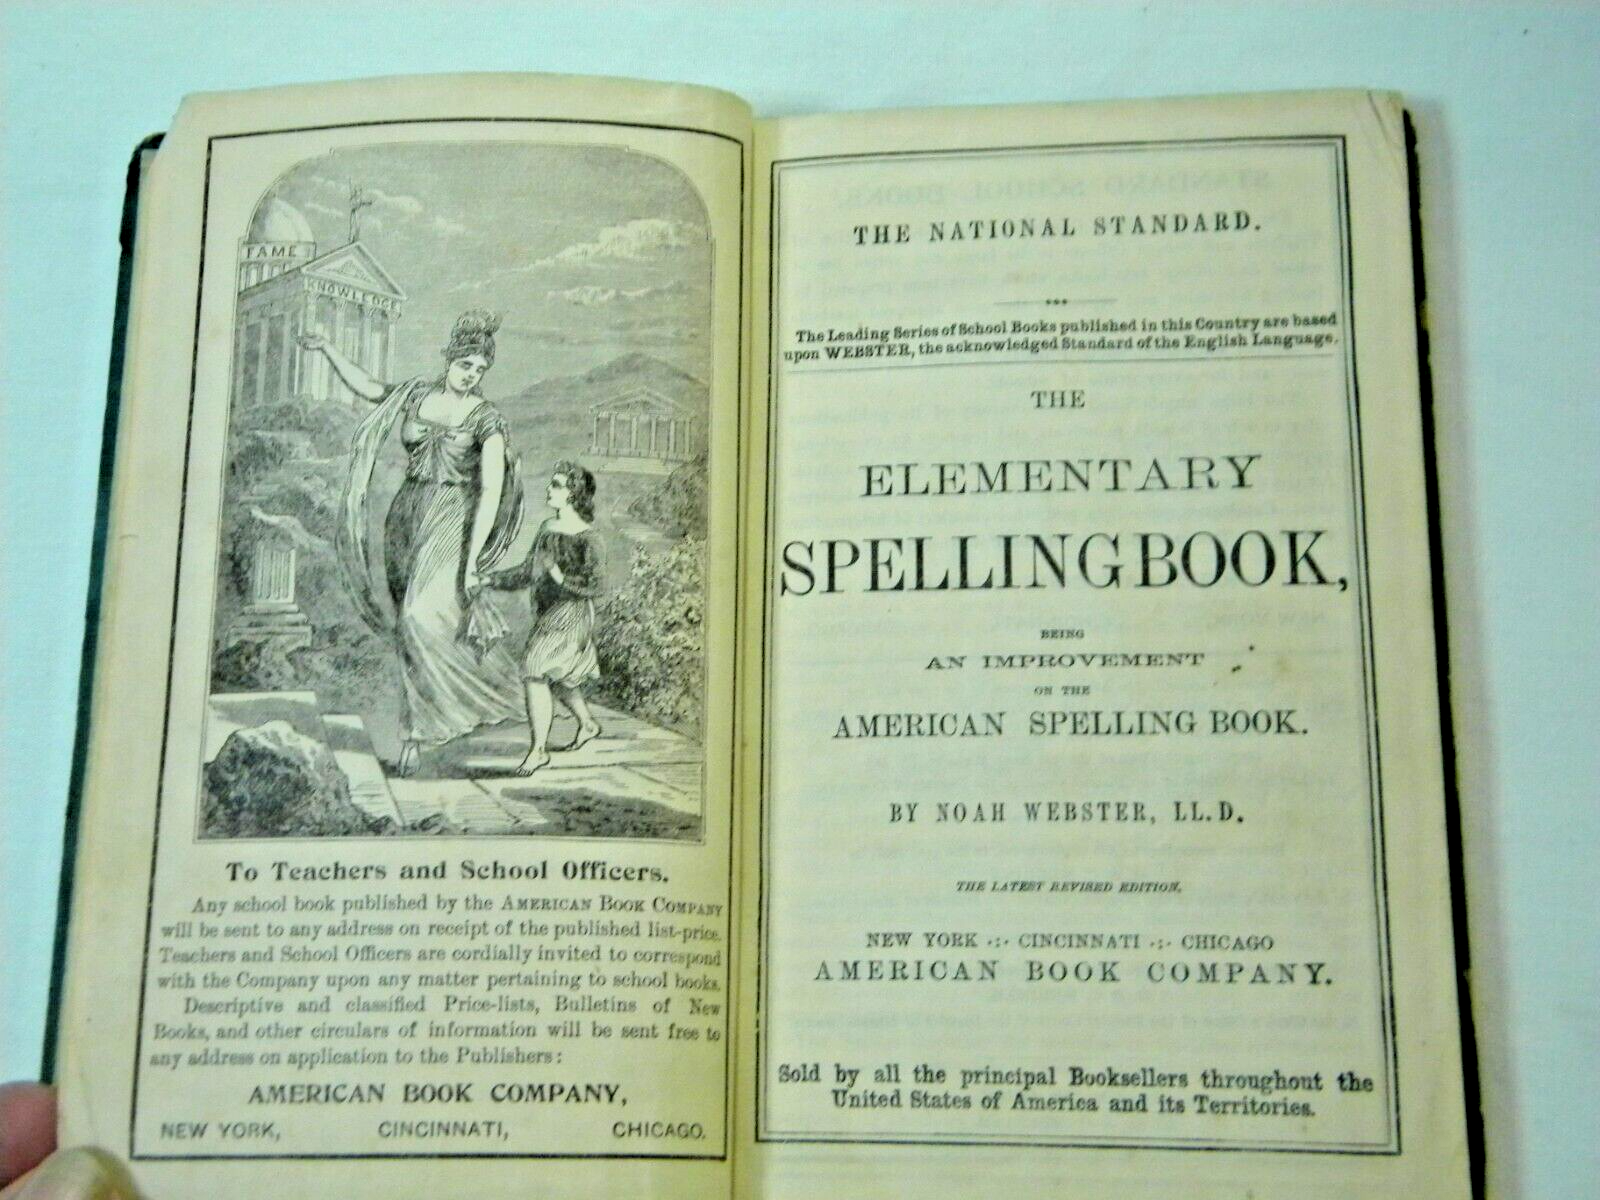 FAME
KNOWLEDGE
To Teachers and School Officers.
Any school book published by the AMERICAN BOOK COMPANY
will be sent to any address on receipt of the published list-price.
Teachers and School Officers are cordially invited to correspond
with the Company upon any matter pertaining to school books.
Descriptive and classified Price-lists, Bulletins of New
Books, and other circulars of information will be sent free to
any address on application to the Publishers:
AMERICAN BOOK COMPANY,
NEW YORK, CINCINNATI, CHICAGO.
THE NATIONAL STANDARD.
The Leading Series of School Books published in this Country are based
upon WEBSTER, the acknowledged Standard of the English Language.
THE
ELEMENTARY
SPELLING BOOK,
BEING
AN IMPROVEMENT
ON THE
AMERICAN SPELLING BOOK.
BY NOAH WEBSTER, LL.D.
THE LATEST REVISED EDITION.
NEW YORK ·:· CINCINNATI ·:· CHICAGO
AMERICAN BOOK COMPANY.
Sold by all the principal Booksellers throughout the
United States of America and its Territories.